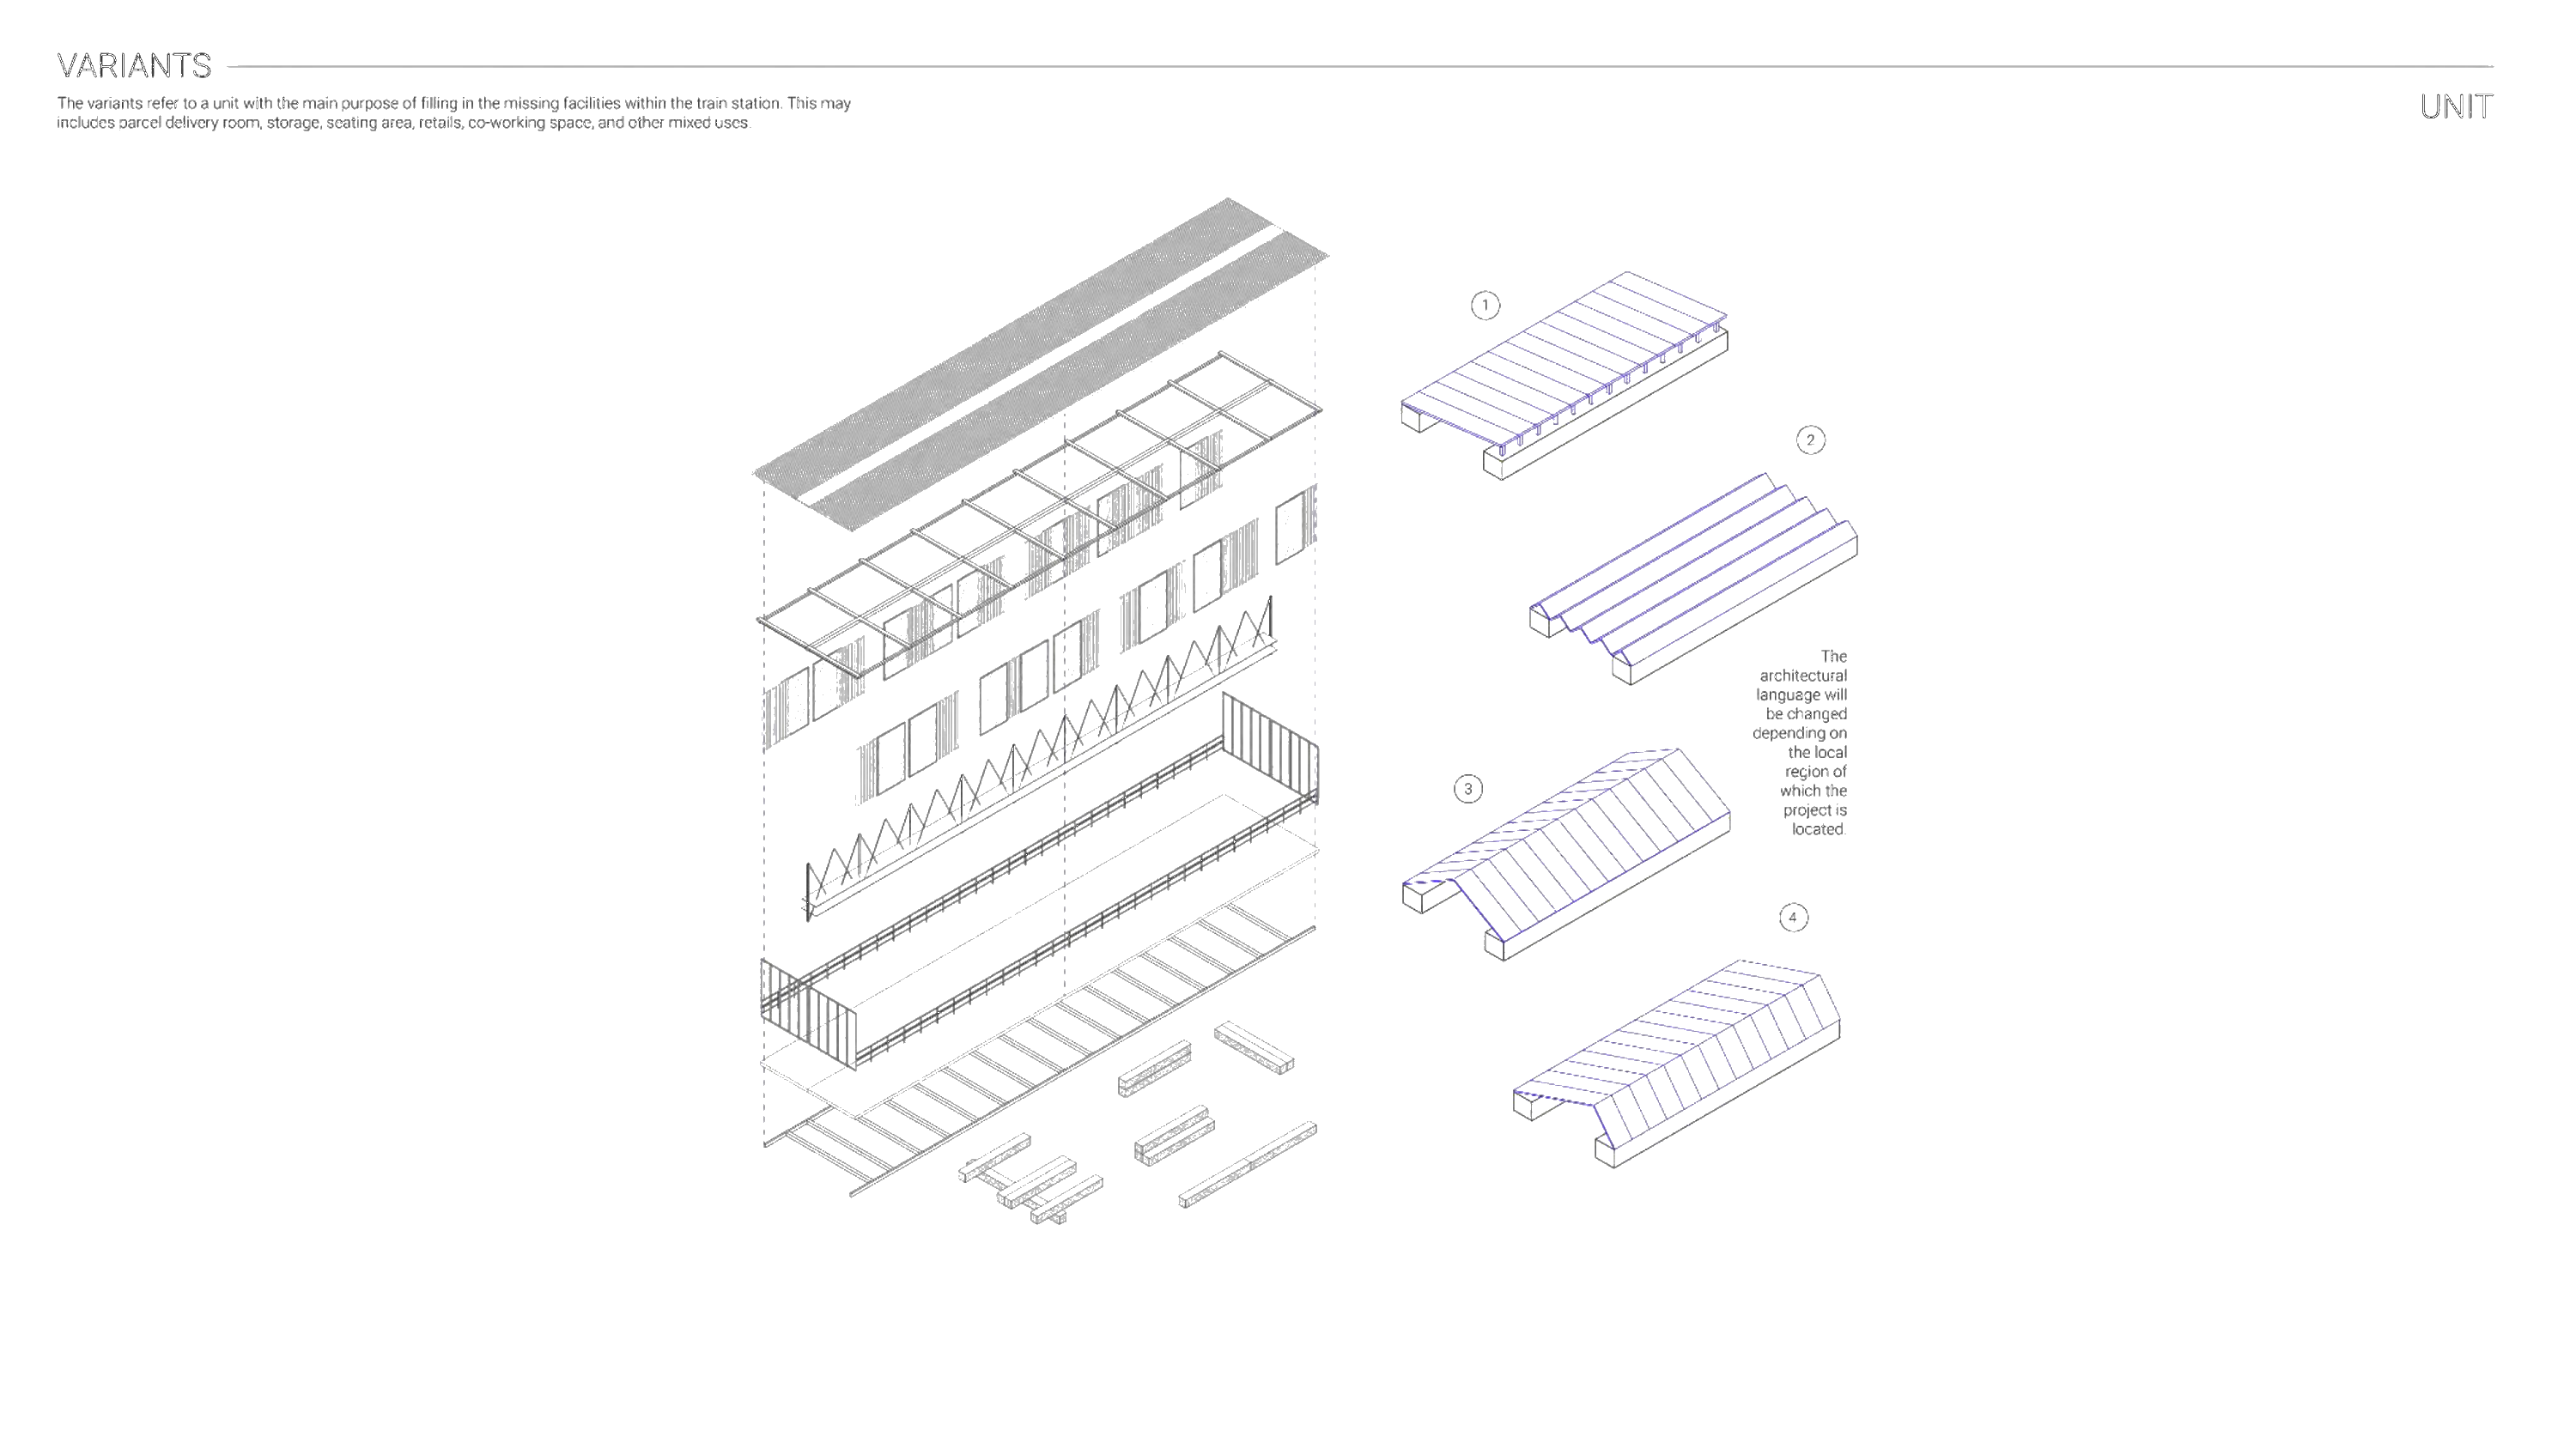 VARIANTS
The variants refer to a unit with the main purpose of filling in the missing facilities within the train station. This may
includes parcel delivery room, storage, seating area, retails, co-working space, and other mixed uses.
UNIT
1
2
The
architectural
language will
be changed
depending on
the local
region of
which the
project is
located.
3
4